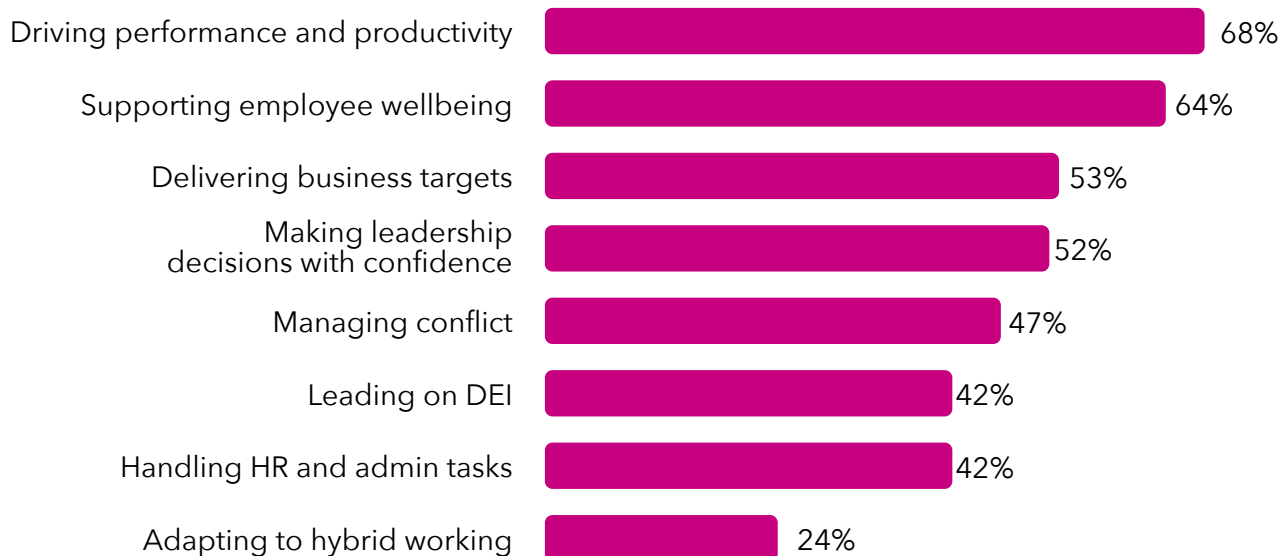 Driving performance and productivity 68%
Supporting employee wellbeing 64%
Delivering business targets 53%
Making leadership
decisions with confidence 52%
Managing conflict 47%
Leading on DEI 42%
Handling HR and admin tasks 42%
Adapting to hybrid working 24%